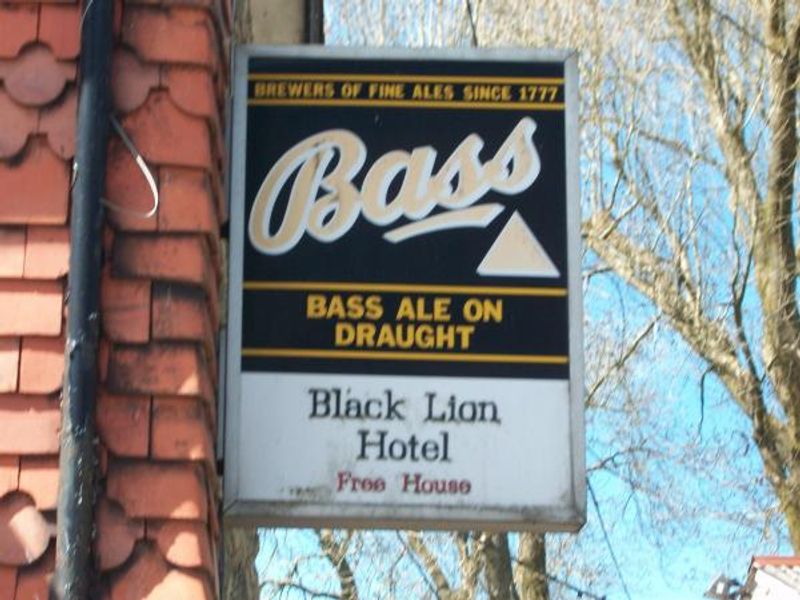 BREWERS OF FINE ALES SINCE 1777
Bass
BASS ALE ON
DRAUGHT
Black Lion
Hotel
Free House